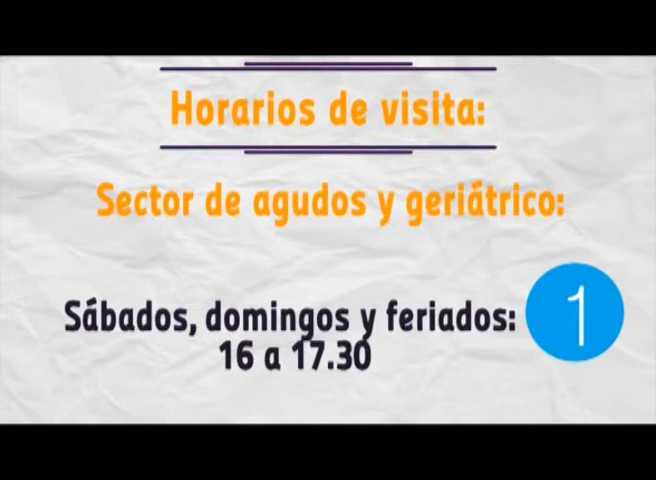 Horarios de visita:
Sector de agudos y geriátrico:
Sábados, domingos y feriados:
16 a 17.30
1